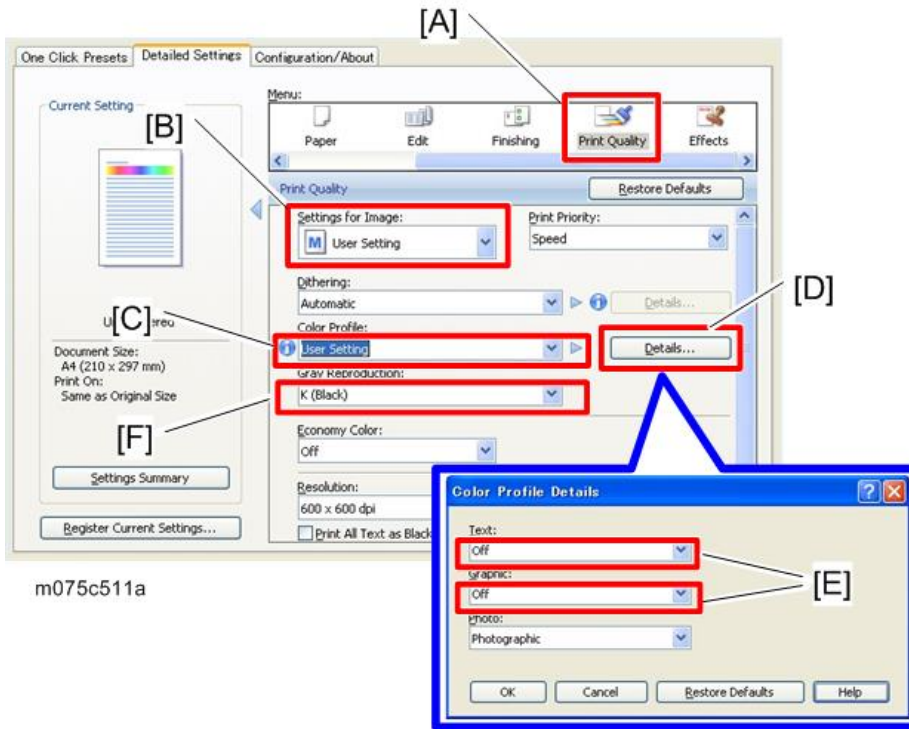 [A]
One Click Presets Detailed Settings Configuration/About
Current Setting
Menu:
[B]
Paper Edit Finishing Print Quality Effects
Print Quality Restore Defaults
Settings for Image: Print Priority:
M User Setting Speed
Dithering:
Automatic Details...
[D]
[C]
Color Profile:
User Setting Details...
Document Size:
A4 (210 x 297 mm)
Print On:
Same as Original Size
Gray Reproduction:
K (Black)
[F]
Economy Color:
Off
Settings Summary
Resolution:
600 x 600 dpi
Register Current Settings...
Print All Text as Black
m075c511a
Color Profile Details
Text:
Off
Graphic:
Off
[E]
Photo:
Photographic
OK Cancel Restore Defaults Help